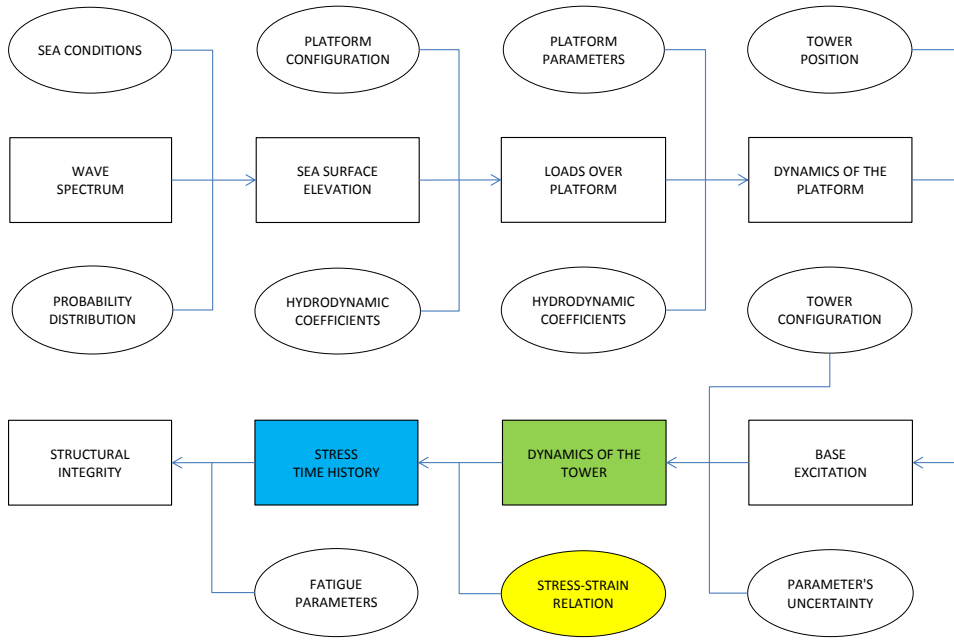 SEA CONDITIONS
PLATFORM
CONFIGURATION
PLATFORM
PARAMETERS
TOWER
POSITION
WAVE
SPECTRUM
SEA SURFACE
ELEVATION
LOADS OVER
PLATFORM
DYNAMICS OF THE
PLATFORM
PROBABILITY
DISTRIBUTION
HYDRODYNAMIC
COEFFICIENTS
HYDRODYNAMIC
COEFFICIENTS
TOWER
CONFIGURATION
STRUCTURAL
INTEGRITY
STRESS
TIME HISTORY
DYNAMICS OF THE
TOWER
BASE
EXCITATION
FATIGUE
PARAMETERS
STRESS-STRAIN
RELATION
PARAMETER'S
UNCERTAINTY